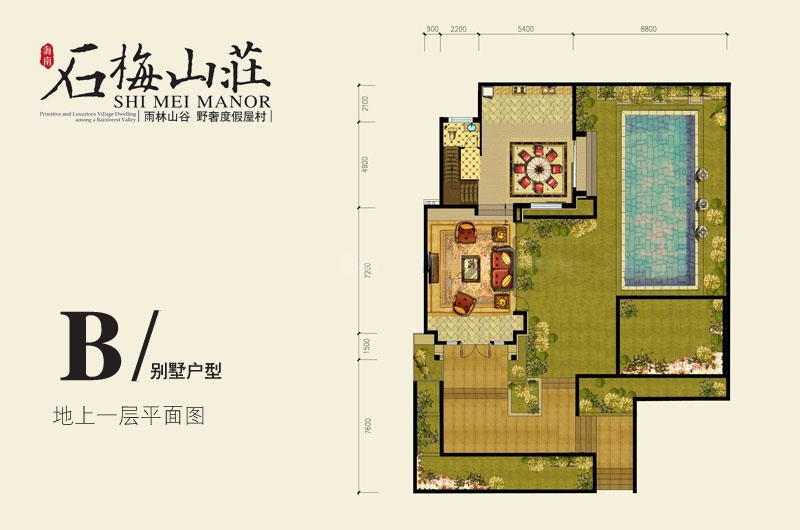 海南
石梅山莊
SHI MEI MANOR
Primitive and Luxurious Village Dwelling
among a Rainforest Valley
雨林山谷 野奢度假屋村
B/
别墅户型
地上一层平面图
900 2200 5400 8800
2100
4900
7200
1500
7600